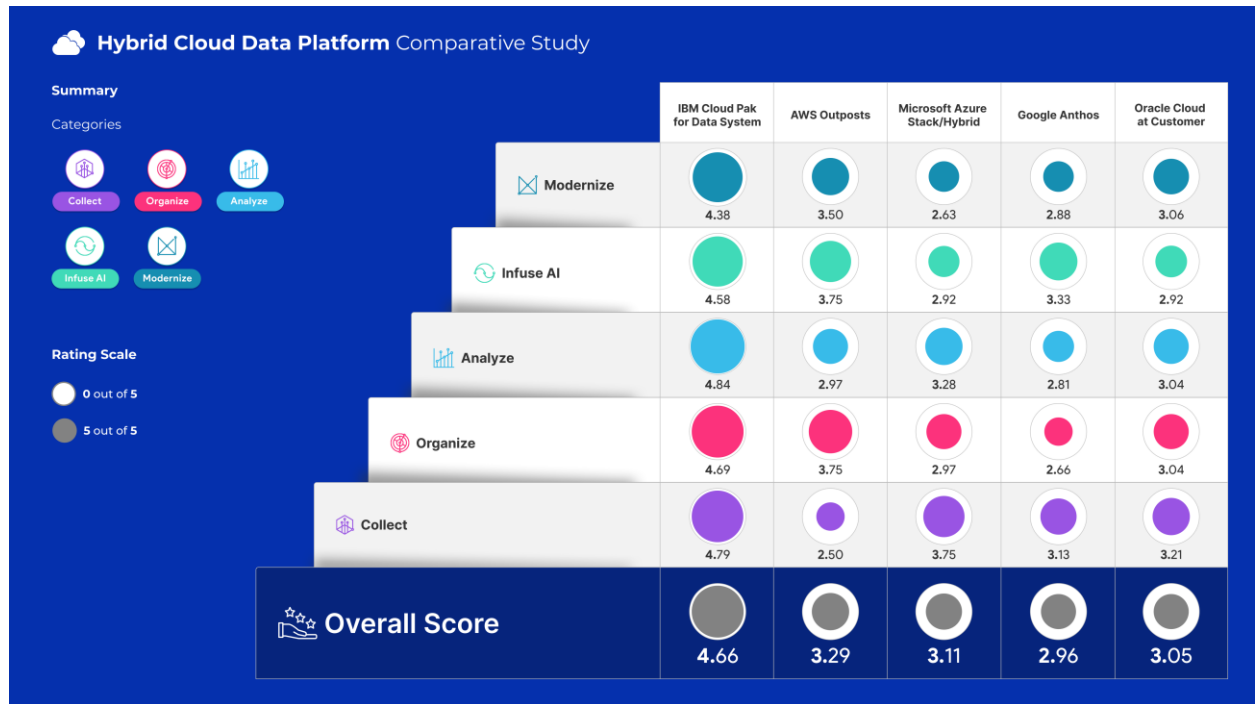 Hybrid Cloud Data Platform Comparative Study
Summary
Categories
Collect
Organize
Analyze
Infuse AI
Modernize
Rating Scale
0 out of 5
5 out of 5
IBM Cloud Pak
for Data System
AWS Outposts
Microsoft Azure
Stack/Hybrid
Google Anthos
Oracle Cloud
at Customer
Modernize
4.38 3.50 2.63 2.88 3.06
Infuse AI
4.58 3.75 2.92 3.33 2.92
Analyze
4.84 2.97 3.28 2.81 3.04
Organize
4.69 3.75 2.97 2.66 3.04
Collect
4.79 2.50 3.75 3.13 3.21
Overall Score
4.66 3.29 3.11 2.96 3.05